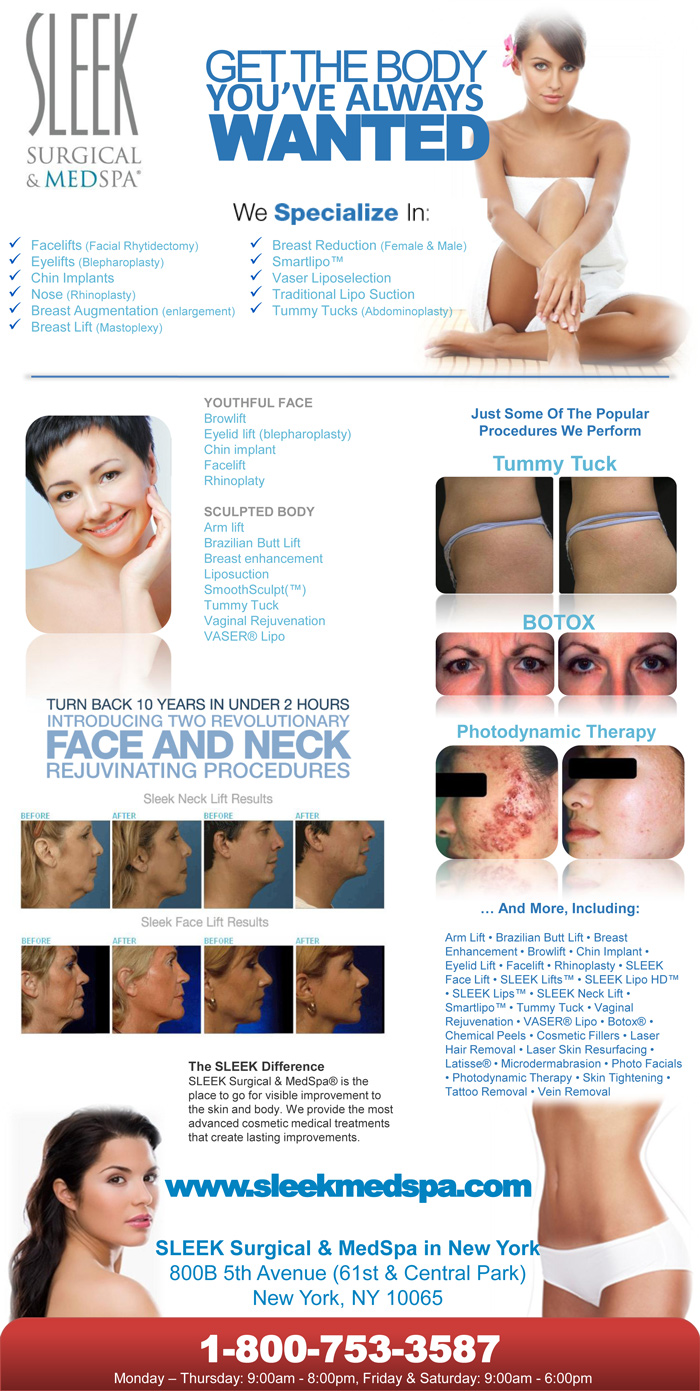 SLEEK
SURGICAL
& MEDSPA®
GET THE BODY
YOU'VE ALWAYS
WANTED
We Specialize In:
Facelifts (Facial Rhytidectomy)
Eyelifts (Blepharoplasty)
Chin Implants
Nose (Rhinoplasty)
Breast Augmentation (enlargement)
Breast Lift (Mastoplexy)
Breast Reduction (Female & Male)
Smartlipo™
Vaser Liposelection
Traditional Lipo Suction
Tummy Tucks (Abdominoplasty)
YOUTHFUL FACE
Browlift
Eyelid lift (blepharoplasty)
Chin implant
Facelift
Rhinoplaty
SCULPTED BODY
Arm lift
Brazilian Butt Lift
Breast enhancement
Liposuction
SmoothSculpt(™)
Tummy Tuck
Vaginal Rejuvenation
VASER® Lipo
TURN BACK 10 YEARS IN UNDER 2 HOURS
INTRODUCING TWO REVOLUTIONARY
FACE AND NECK
REJUVINATING PROCEDURES
Sleek Neck Lift Results
BEFORE AFTER BEFORE AFTER
Sleek Face Lift Results
BEFORE AFTER BEFORE AFTER
Just Some Of The Popular
Procedures We Perform
Tummy Tuck
BOTOX
Photodynamic Therapy
… And More, Including:
Arm Lift • Brazilian Butt Lift • Breast
Enhancement • Browlift • Chin Implant •
Eyelid Lift • Facelift • Rhinoplasty • SLEEK
Face Lift • SLEEK Lifts™ • SLEEK Lipo HD™
• SLEEK Lips™ • SLEEK Neck Lift •
Smartlipo™ • Tummy Tuck • Vaginal
Rejuvenation • VASER® Lipo • Botox® •
Chemical Peels • Cosmetic Fillers • Laser
Hair Removal • Laser Skin Resurfacing •
Latisse® • Microdermabrasion • Photo Facials
• Photodynamic Therapy • Skin Tightening •
Tattoo Removal • Vein Removal
The SLEEK Difference
SLEEK Surgical & MedSpa® is the
place to go for visible improvement to
the skin and body. We provide the most
advanced cosmetic medical treatments
that create lasting improvements.
www.sleekmedspa.com
SLEEK Surgical & MedSpa in New York
800B 5th Avenue (61st & Central Park)
New York, NY 10065
1-800-753-3587
Monday – Thursday: 9:00am - 8:00pm, Friday & Saturday: 9:00am - 6:00pm